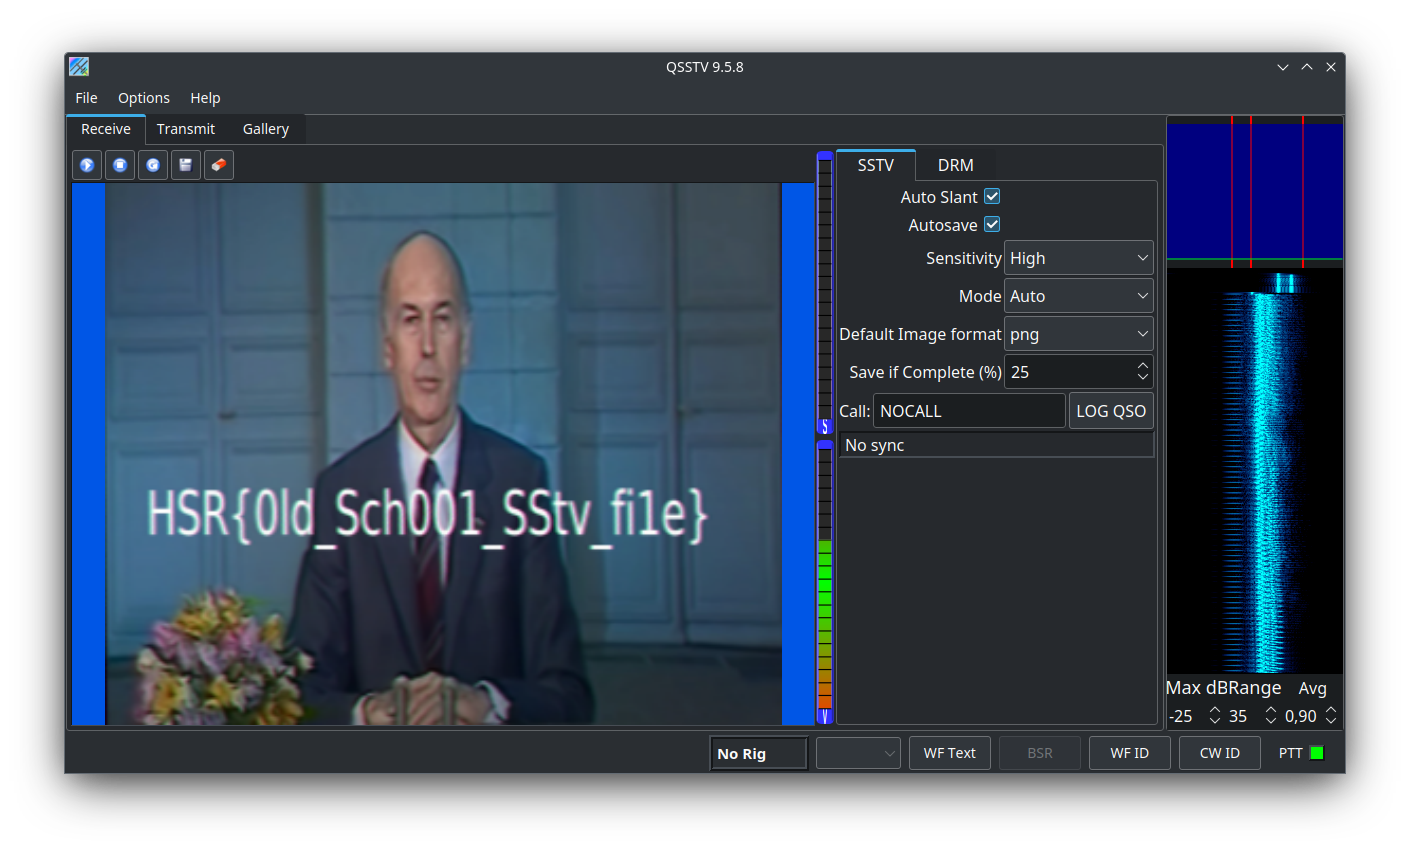 QSSTV 9.5.8
File Options Help
Receive Transmit Gallery
SSTV DRM
Auto Slant
Autosave
Sensitivity High
Mode Auto
Default Image format png
Save if Complete (%) 25
Call: NOCALL LOG QSO
No sync
HSR{0ld_Sch001_SStv_fi1e}
S
V
Max dB Range Avg
-25 35 0,90
No Rig WF Text BSR WF ID CW ID PTT